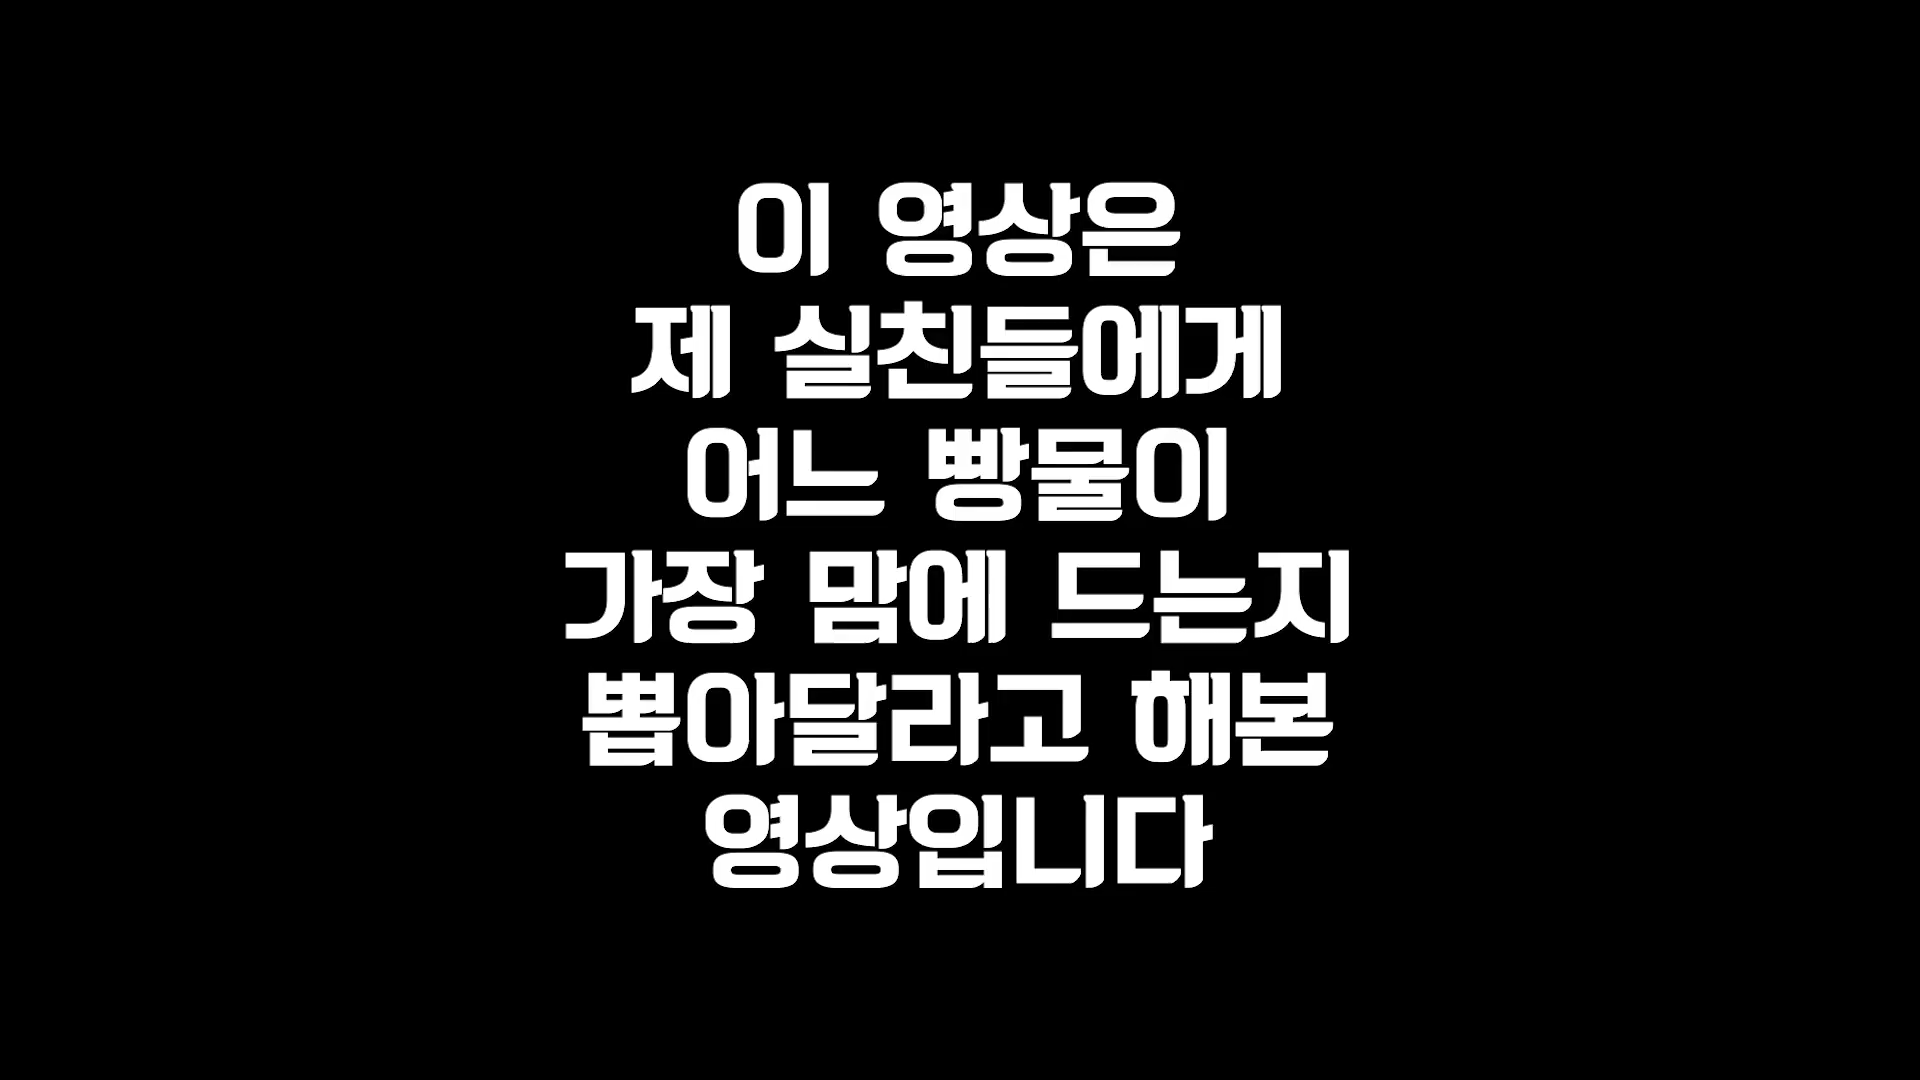 이 영상은
제 실친들에게
어느 빵물이
가장 맘에 드는지
뽑아달라고 해본
영상입니다